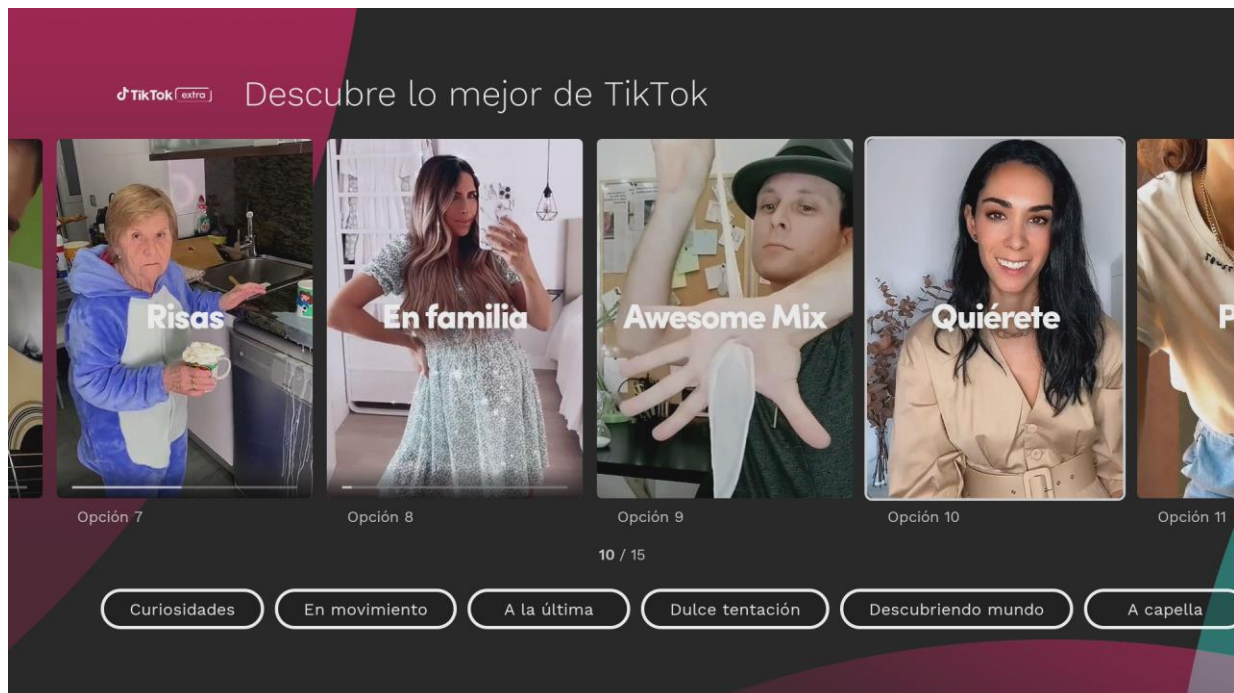 TikTok extra
Descubre lo mejor de TikTok
Risas
En familia
Awesome Mix
Quiérete
P
Opción 7
Opción 8
Opción 9
Opción 10
Opción 11
10 / 15
Curiosidades
En movimiento
A la última
Dulce tentación
Descubriendo mundo
A capella